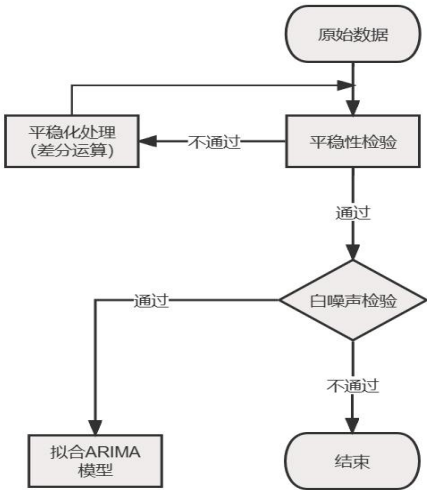 原始数据
平稳化处理
(差分运算)
不通过
平稳性检验
通过
通过
白噪声检验
不通过
拟合ARIMA
模型
结束